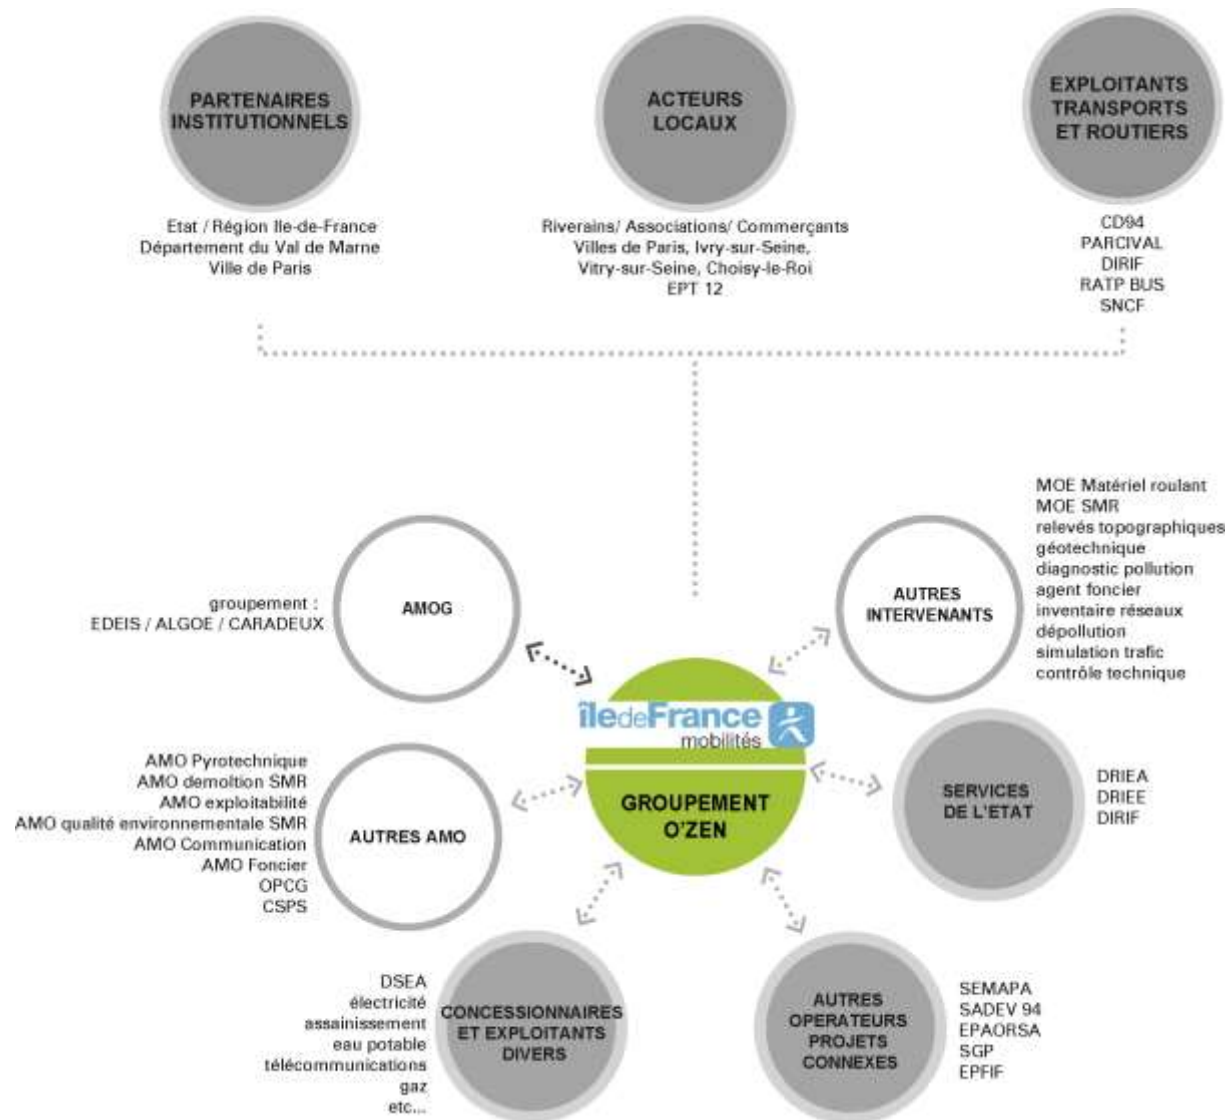 PARTENAIRES
INSTITUTIONNELS
Etat / Région Ile-de-France
Département du Val de Marne
Ville de Paris
ACTEURS
LOCAUX
Riverains/ Associations/ Commerçants
Villes de Paris, Ivry-sur-Seine,
Vitry-sur-Seine, Choisy-le-Roi
EPT 12
EXPLOITANTS
TRANSPORTS
ET ROUTIERS
CD94
PARCIVAL
DIRIF
RATP BUS
SNCF
groupement :
EDEIS / ALGOE / CARADEUX
AMOG
AUTRES
INTERVENANTS
MOE Matériel roulant
MOE SMR
relevés topographiques
géotechnique
diagnostic pollution
agent foncier
inventaire réseaux
dépollution
simulation trafic
contrôle technique
îledeFrance
mobilités
GROUPEMENT
O'ZEN
AMO Pyrotechnique
AMO demoltion SMR
AMO exploitabilité
AMO qualité environnementale SMR
AMO Communication
AMO Foncier
OPCG
CSPS
AUTRES AMO
SERVICES
DE L'ETAT
DRIEA
DRIEE
DIRIF
DSEA
électricité
assainissement
eau potable
télécommunications
gaz
etc...
CONCESSIONNAIRES
ET EXPLOITANTS
DIVERS
AUTRES
OPERATEURS
PROJETS
CONNEXES
SEMAPA
SADEV 94
EPAORSA
SGP
EPFIF